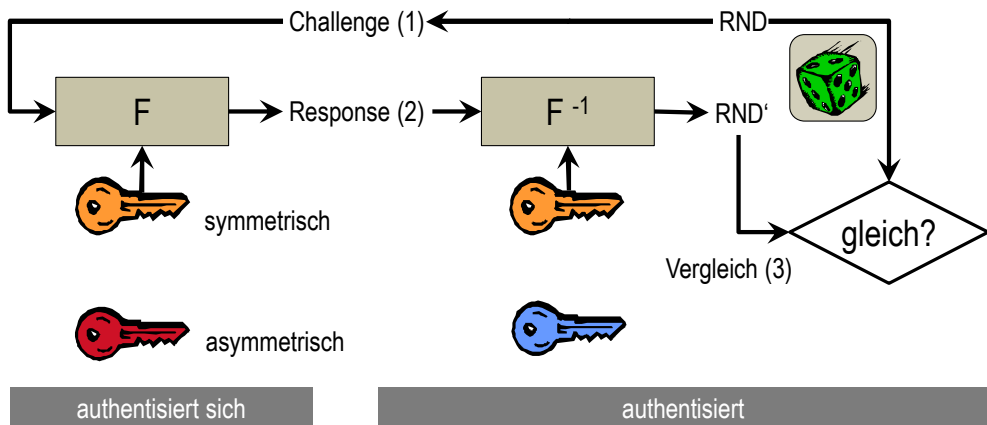 Challenge (1)
RND
F
Response (2)
F -1
RND‘
symmetrisch
gleich?
Vergleich (3)
asymmetrisch
authentisiert sich
authentisiert